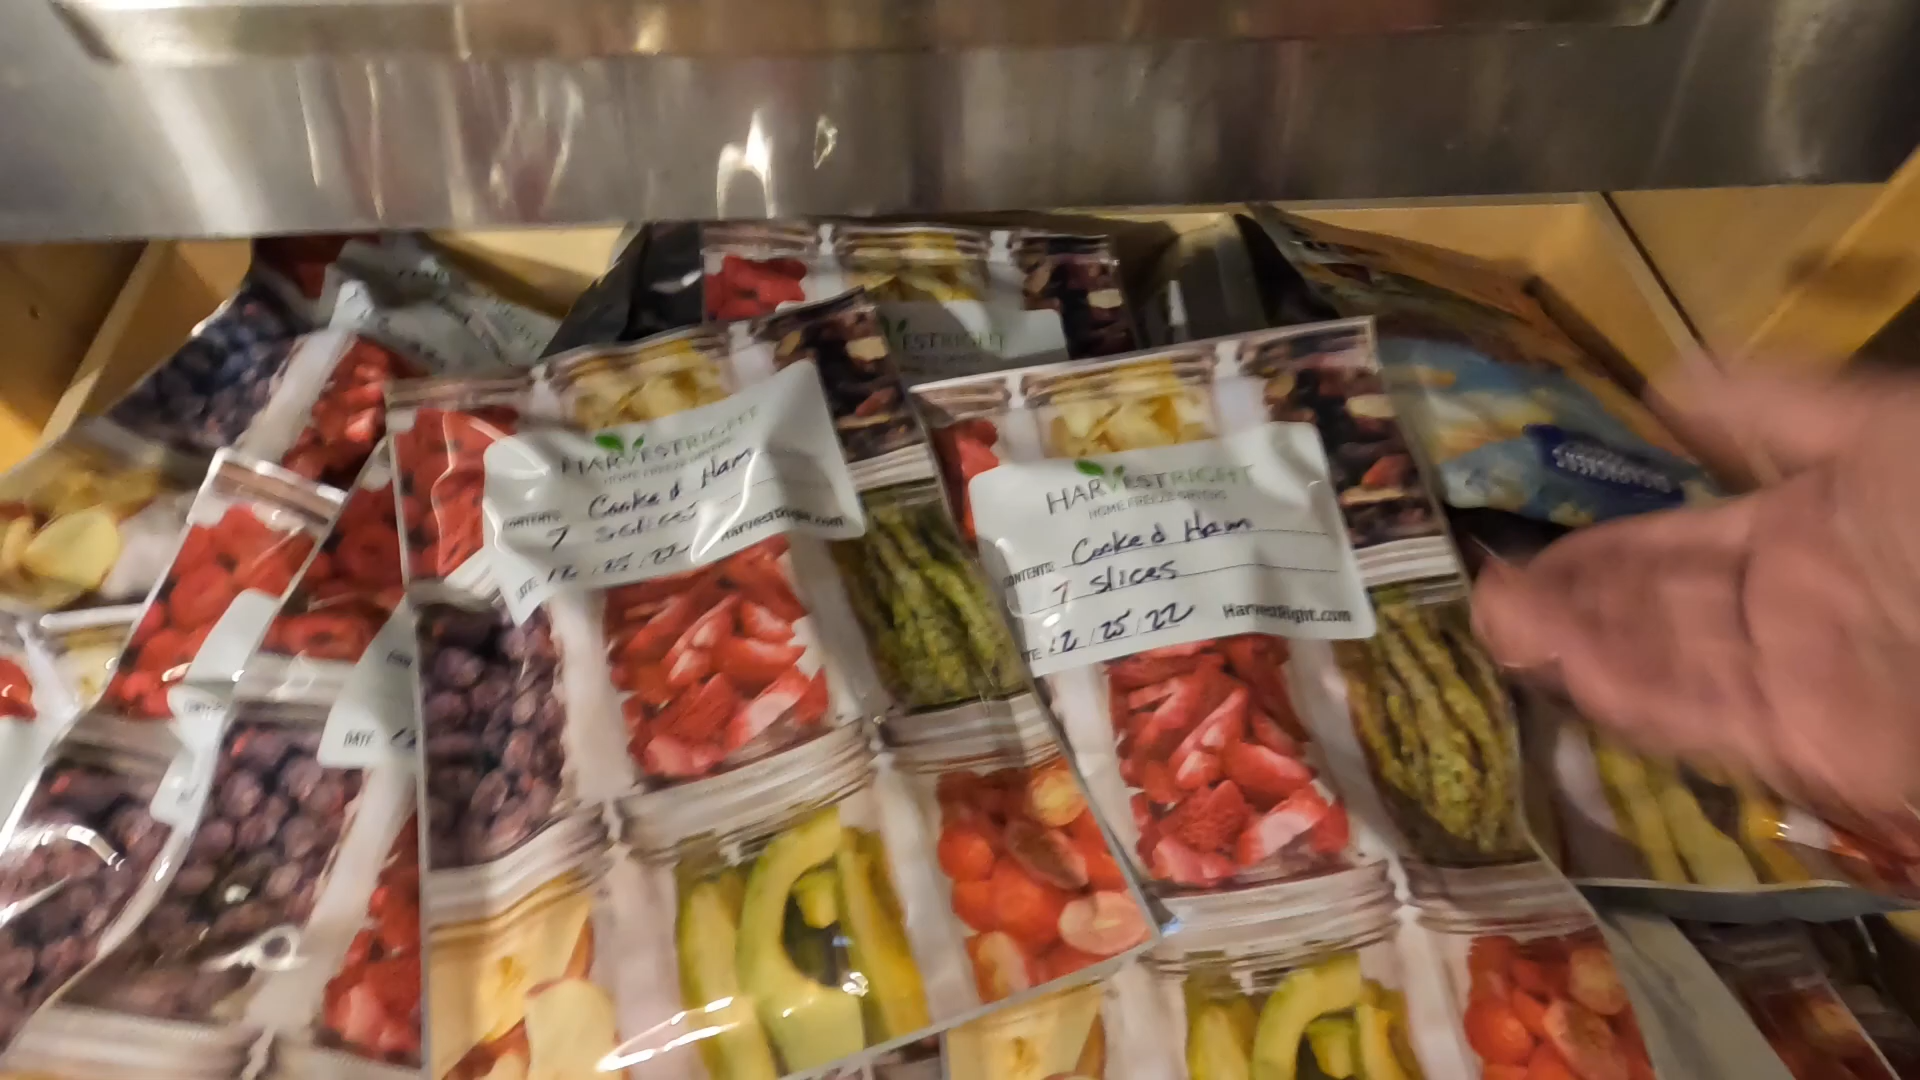 HARVESTRIGHT
HARVESTRIGHT
HOME FREEZE DRYERS
CONTENTS: Cooked Ham
7 slices
12.25.22 HarvestRight.com
HARVESTRIGHT
HOME FREEZE DRYERS
CONTENTS: Cooked Ham
7 slices
DATE: 12/25/22 HarvestRight.com
DATE: